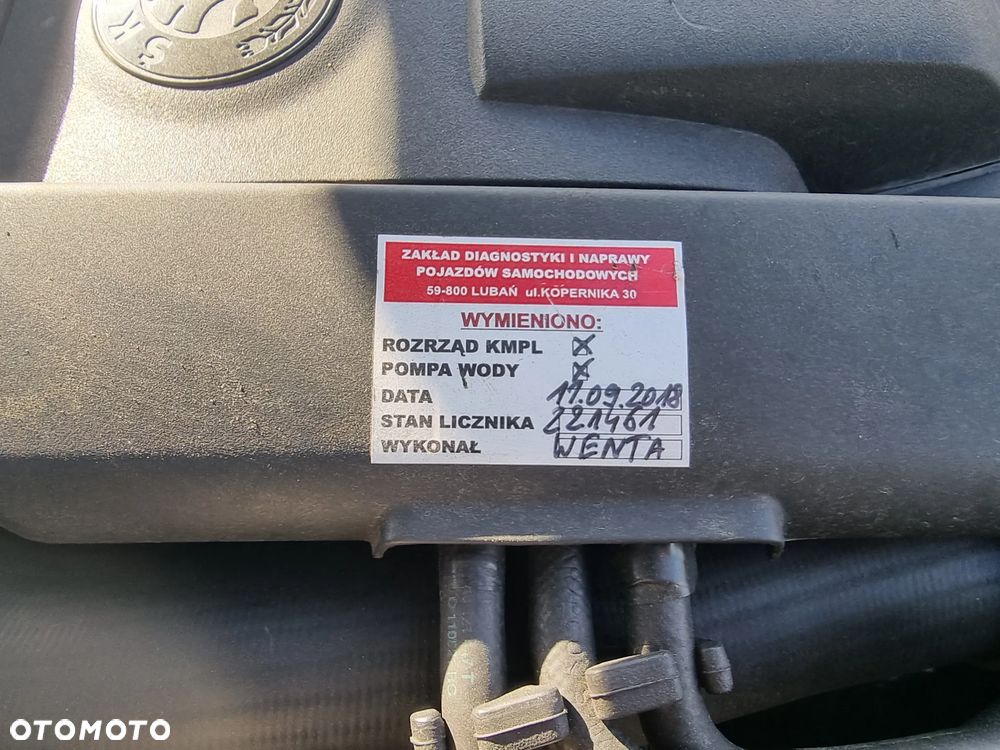 ŠK
ZAKŁAD DIAGNOSTYKI I NAPRAWY
POJAZDÓW SAMOCHODOWYCH
59-800 LUBAŃ ul.KOPERNIKA 30
WYMIENIONO:
ROZRZĄD KMPL X
POMPA WODY X
DATA 17.09.2018
STAN LICZNIKA 221461
WYKONAŁ WENTA
OTOMOTO